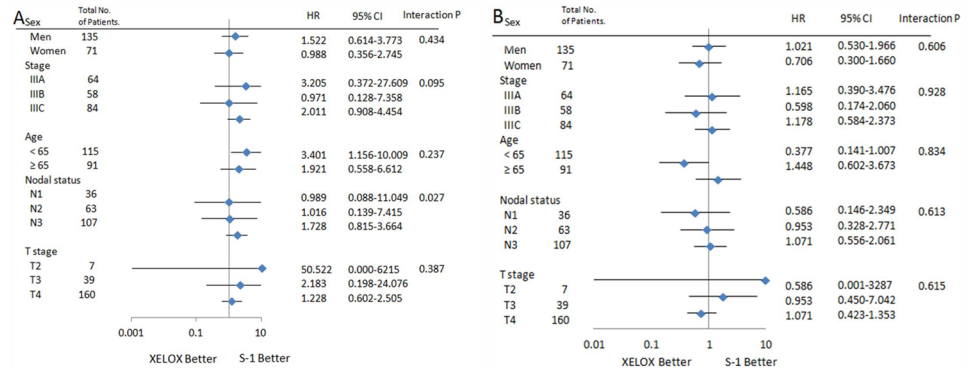 A
Total No. of Patients.
HR 95% CI Interaction P
Sex
Men 135 1.522 0.614-3.773 0.434
Women 71 0.988 0.356-2.745
Stage
IIIA 64 3.205 0.372-27.609 0.095
IIIB 58 0.971 0.128-7.358
IIIC 84 2.011 0.908-4.454
Age
< 65 115 3.401 1.156-10.009 0.237
≥ 65 91 1.921 0.558-6.612
Nodal status
N1 36 0.989 0.088-11.049 0.027
N2 63 1.016 0.139-7.415
N3 107 1.728 0.815-3.664
T stage
T2 7 50.522 0.000-6215 0.387
T3 39 2.183 0.198-24.076
T4 160 1.228 0.602-2.505
0.001 0.1 1 10
XELOX Better S-1 Better
B
Total No. of Patients.
HR 95% CI Interaction P
Sex
Men 135 1.021 0.530-1.966 0.606
Women 71 0.706 0.300-1.660
Stage
IIIA 64 1.165 0.390-3.476 0.928
IIIB 58 0.598 0.174-2.060
IIIC 84 1.178 0.584-2.373
Age
< 65 115 0.377 0.141-1.007 0.834
≥ 65 91 1.448 0.602-3.673
Nodal status
N1 36 0.586 0.146-2.349 0.613
N2 63 0.953 0.328-2.771
N3 107 1.071 0.556-2.061
T stage
T2 7 0.586 0.001-3287 0.615
T3 39 0.953 0.450-7.042
T4 160 1.071 0.423-1.353
0.01 0.1 1 10
XELOX Better S-1 Better